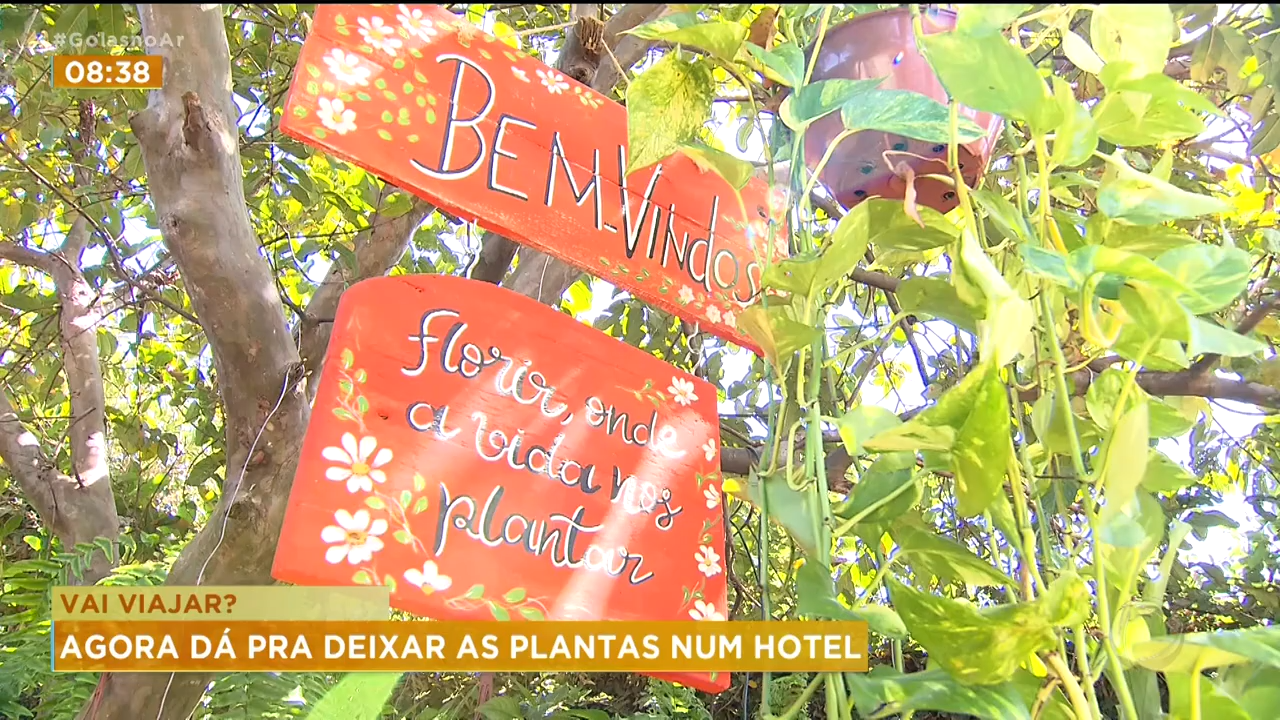 #GolasnoAr
08:38
BEM-VINDOS
florir, onde
a vida nos
plantar
VAI VIAJAR?
AGORA DÁ PRA DEIXAR AS PLANTAS NUM HOTEL